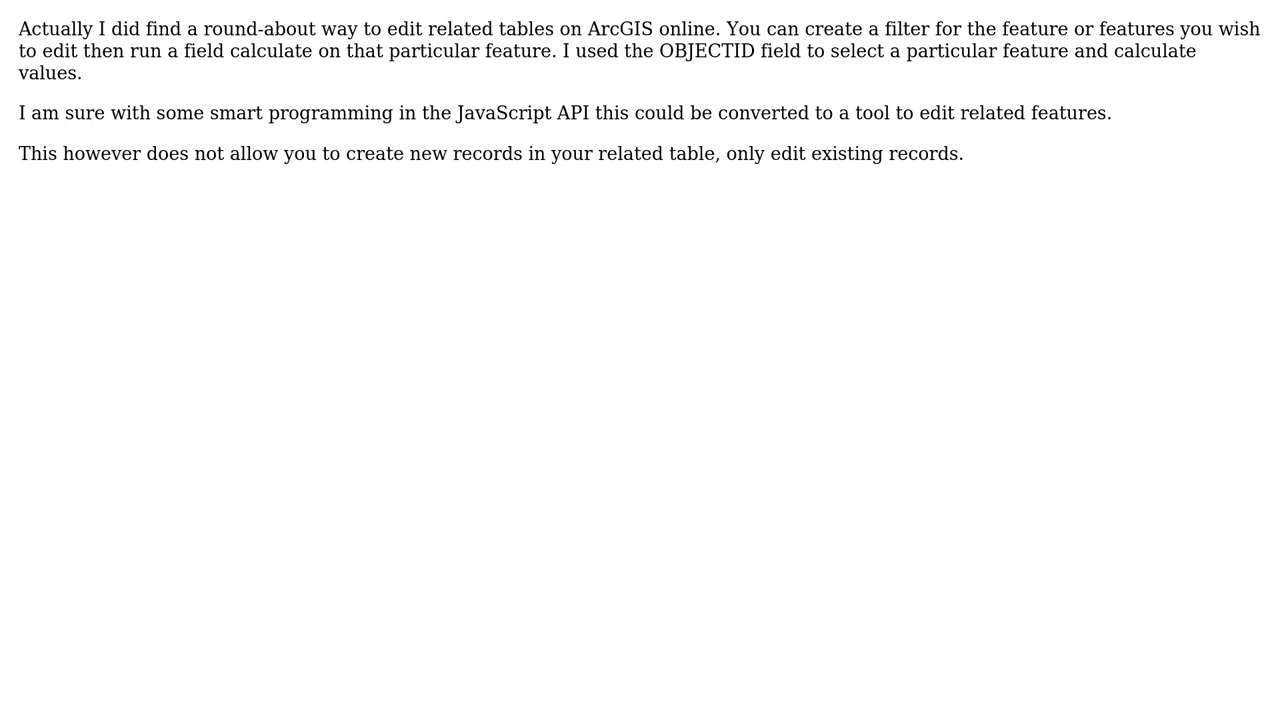 Actually I did find a round-about way to edit related tables on ArcGIS online. You can create a filter for the feature or features you wish
to edit then run a field calculate on that particular feature. I used the OBJECTID field to select a particular feature and calculate
values.
I am sure with some smart programming in the JavaScript API this could be converted to a tool to edit related features.
This however does not allow you to create new records in your related table, only edit existing records.